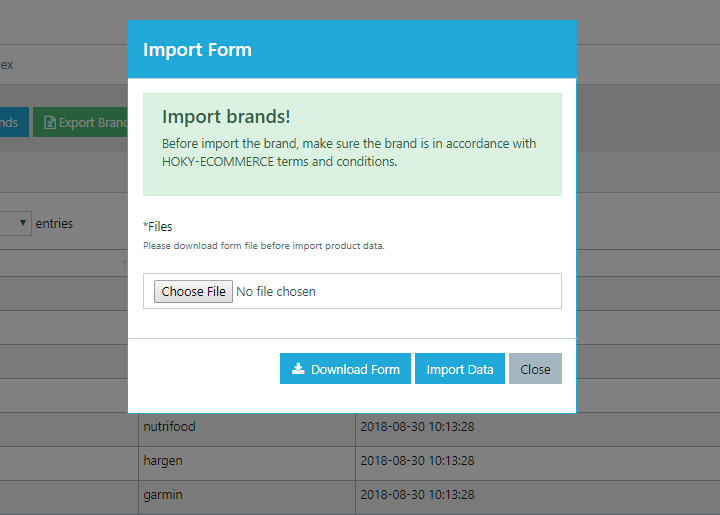 Import Form
ex
nds
Export Brand
Import brands!
Before import the brand, make sure the brand is in accordance with
HOKY-ECOMMERCE terms and conditions.
entries
*Files
Please download form file before import product data.
Choose File No file chosen
Download Form Import Data Close
nutrifood 2018-08-30 10:13:28
hargen 2018-08-30 10:13:28
garmin 2018-08-30 10:13:28